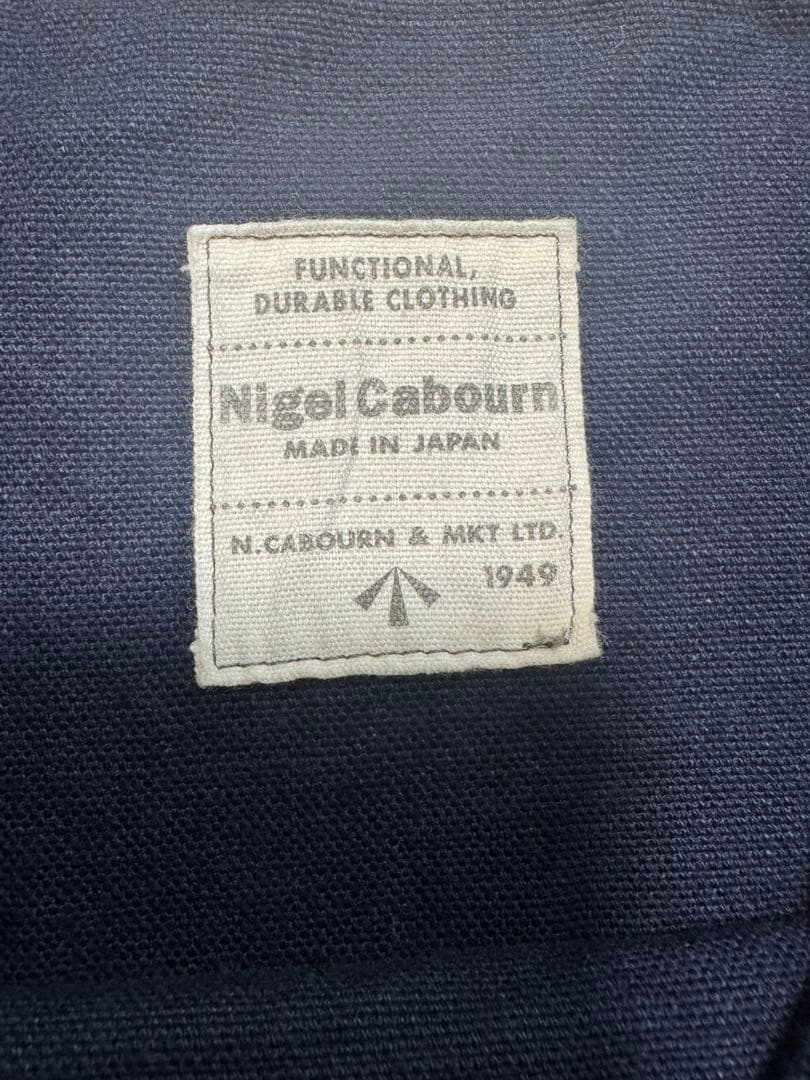 FUNCTIONAL,
DURABLE CLOTHING
Nigel Cabourn
MADE IN JAPAN
N.CABOURN & MKT LTD.
1949